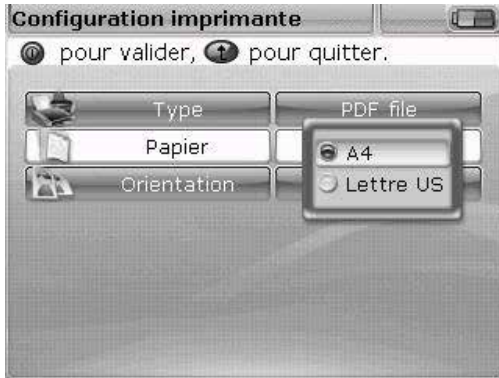 Configuration imprimante
pour valider, pour quitter.
Type PDF file
Papier
A4
Orientation
Lettre US